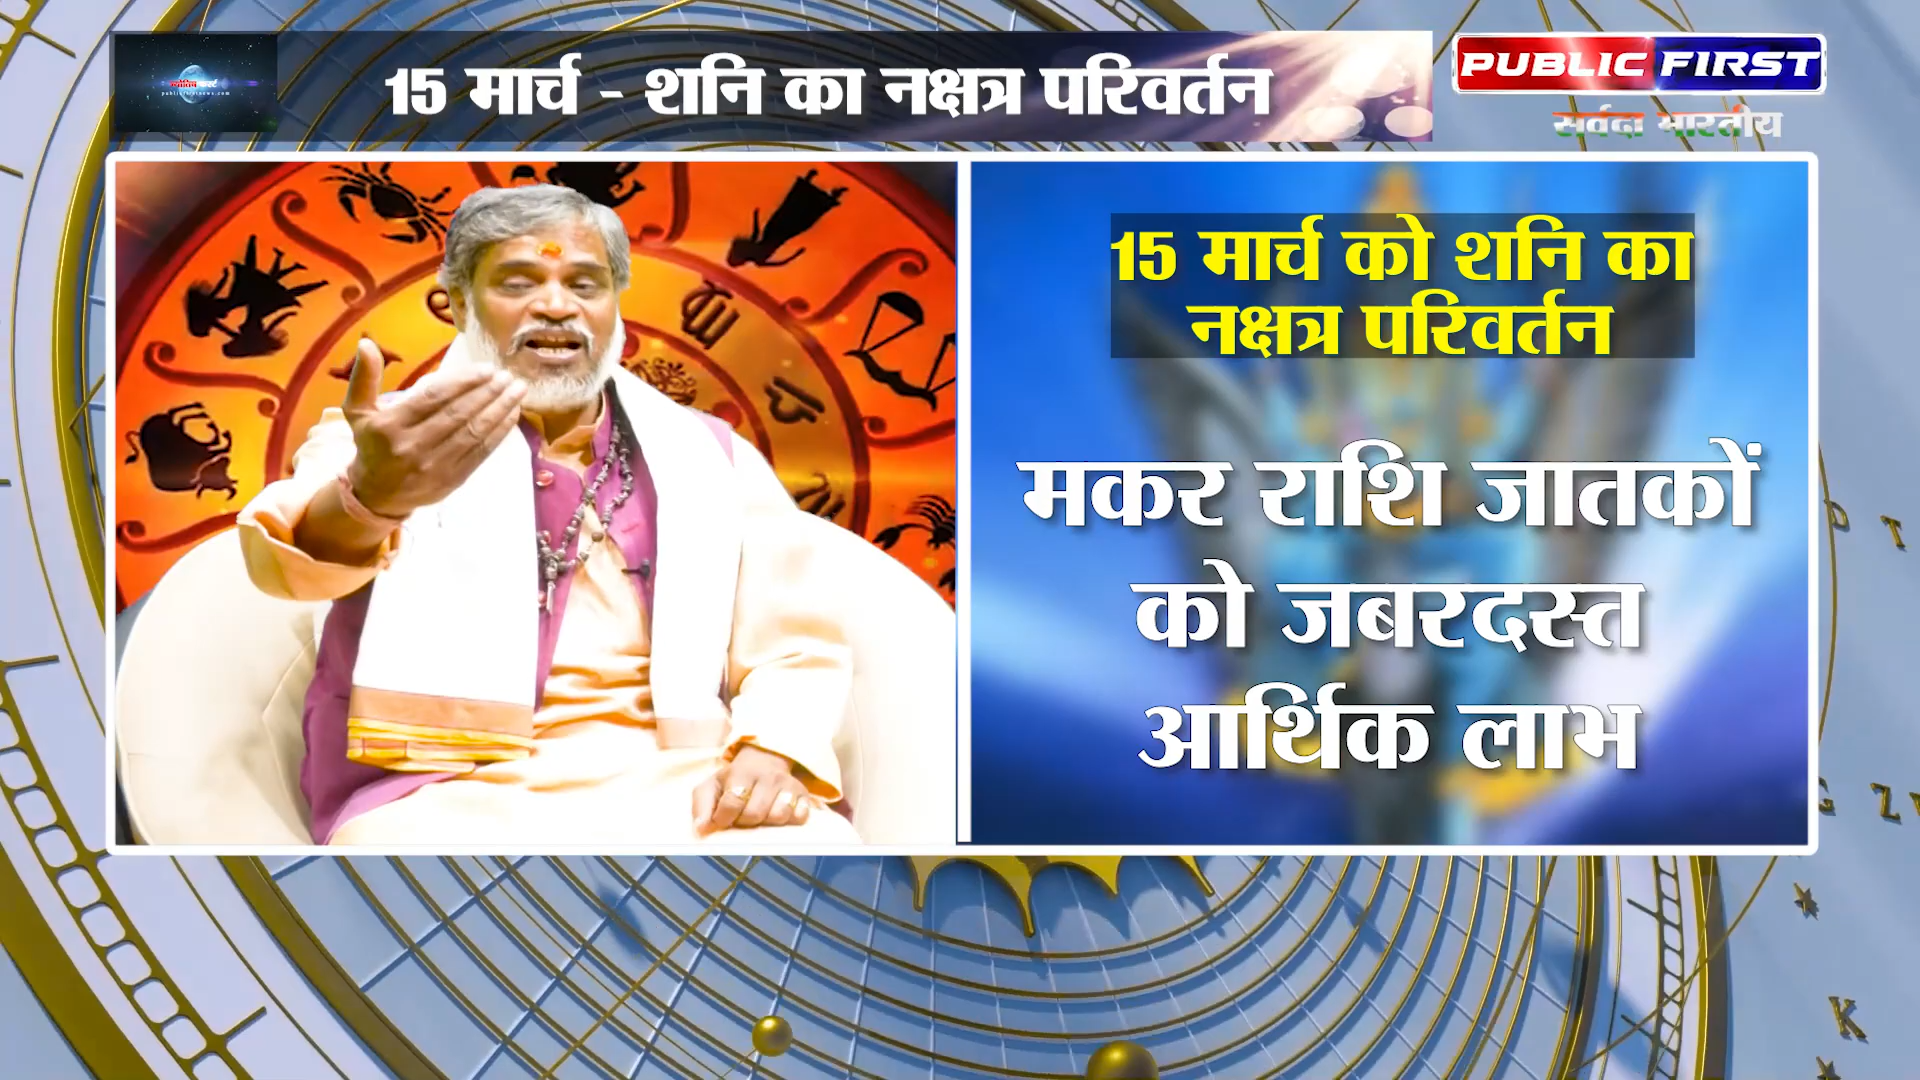 15 मार्च - शनि का नक्षत्र परिवर्तन
PUBLIC FIRST
सर्वदा भारतीय
15 मार्च को शनि का
नक्षत्र परिवर्तन
मकर राशि जातकों
को जबरदस्त
आर्थिक लाभ